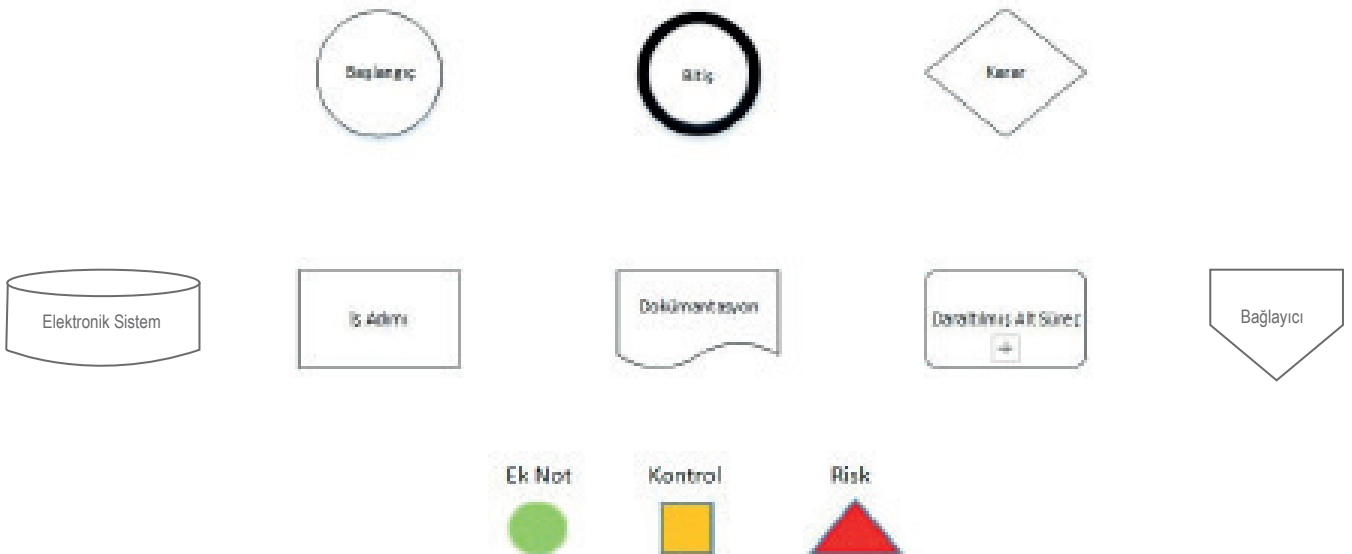 Başlangıç
Bitiş
Karar
Elektronik Sistem
İş Adımı
Dokümantasyon
Daraltılmış Alt Süreç
Bağlayıcı
Ek Not
Kontrol
Risk